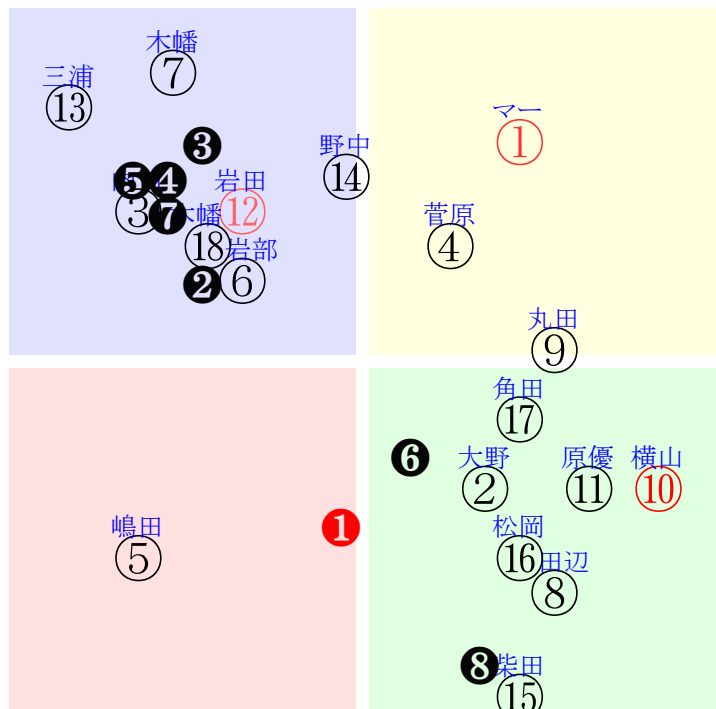 木幡
⑦
三浦
⑬
❸
野中
⑭
マー
①
❺
❹
③
❼
岩田
⑫
菅原
④
木幡
⑱
岩部
⑥
❷
丸田
⑨
角田
⑰
❻
大野
②
原優
⑪
横山
⑩
嶋田
⑤
❶
松岡
⑯
田辺
⑧
❽
柴田
⑮